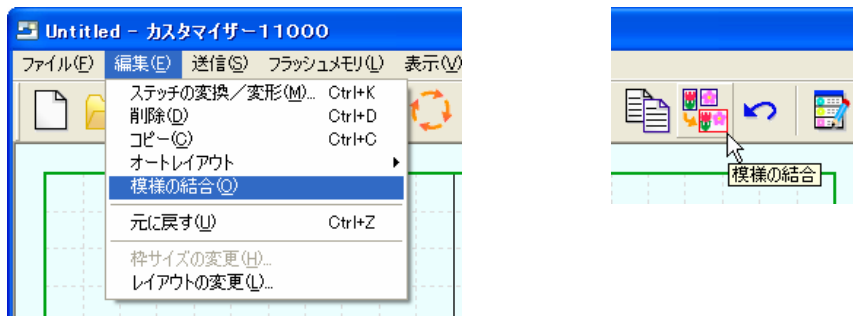 Untitled - カスタマイザー11000
ファイル(F) 編集(E) 送信(S) フラッシュメモリ(L) 表示(V)
ステッチの変換／変形(M)... Ctrl+K
削除(D) Ctrl+D
コピー(C) Ctrl+C
オートレイアウト
模様の結合(O)
元に戻す(U) Ctrl+Z
枠サイズの変更(H)...
レイアウトの変更(L)...
模様の結合